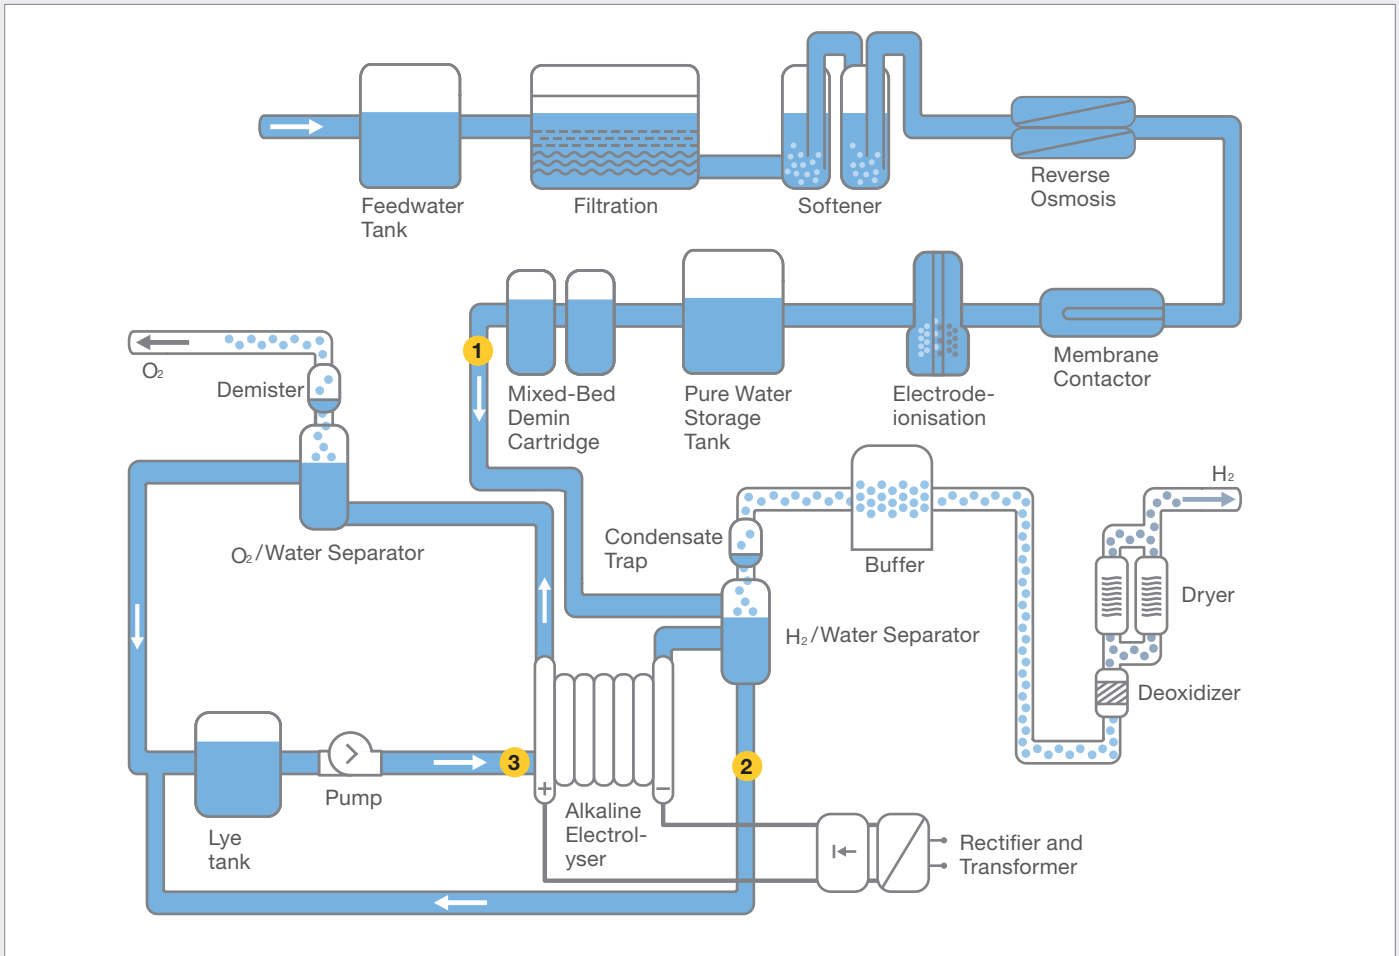 Feedwater
Tank
Filtration
Softener
Reverse
Osmosis
1
Mixed-Bed
Demin
Cartridge
Pure Water
Storage
Tank
Electrode-
ionisation
Membrane
Contactor
O₂
Demister
O₂/Water Separator
Condensate
Trap
Buffer
H₂
Dryer
H₂/Water Separator
Deoxidizer
3
2
+
−
Pump
Lye
tank
Alkaline
Electrol-
yser
Rectifier and
Transformer